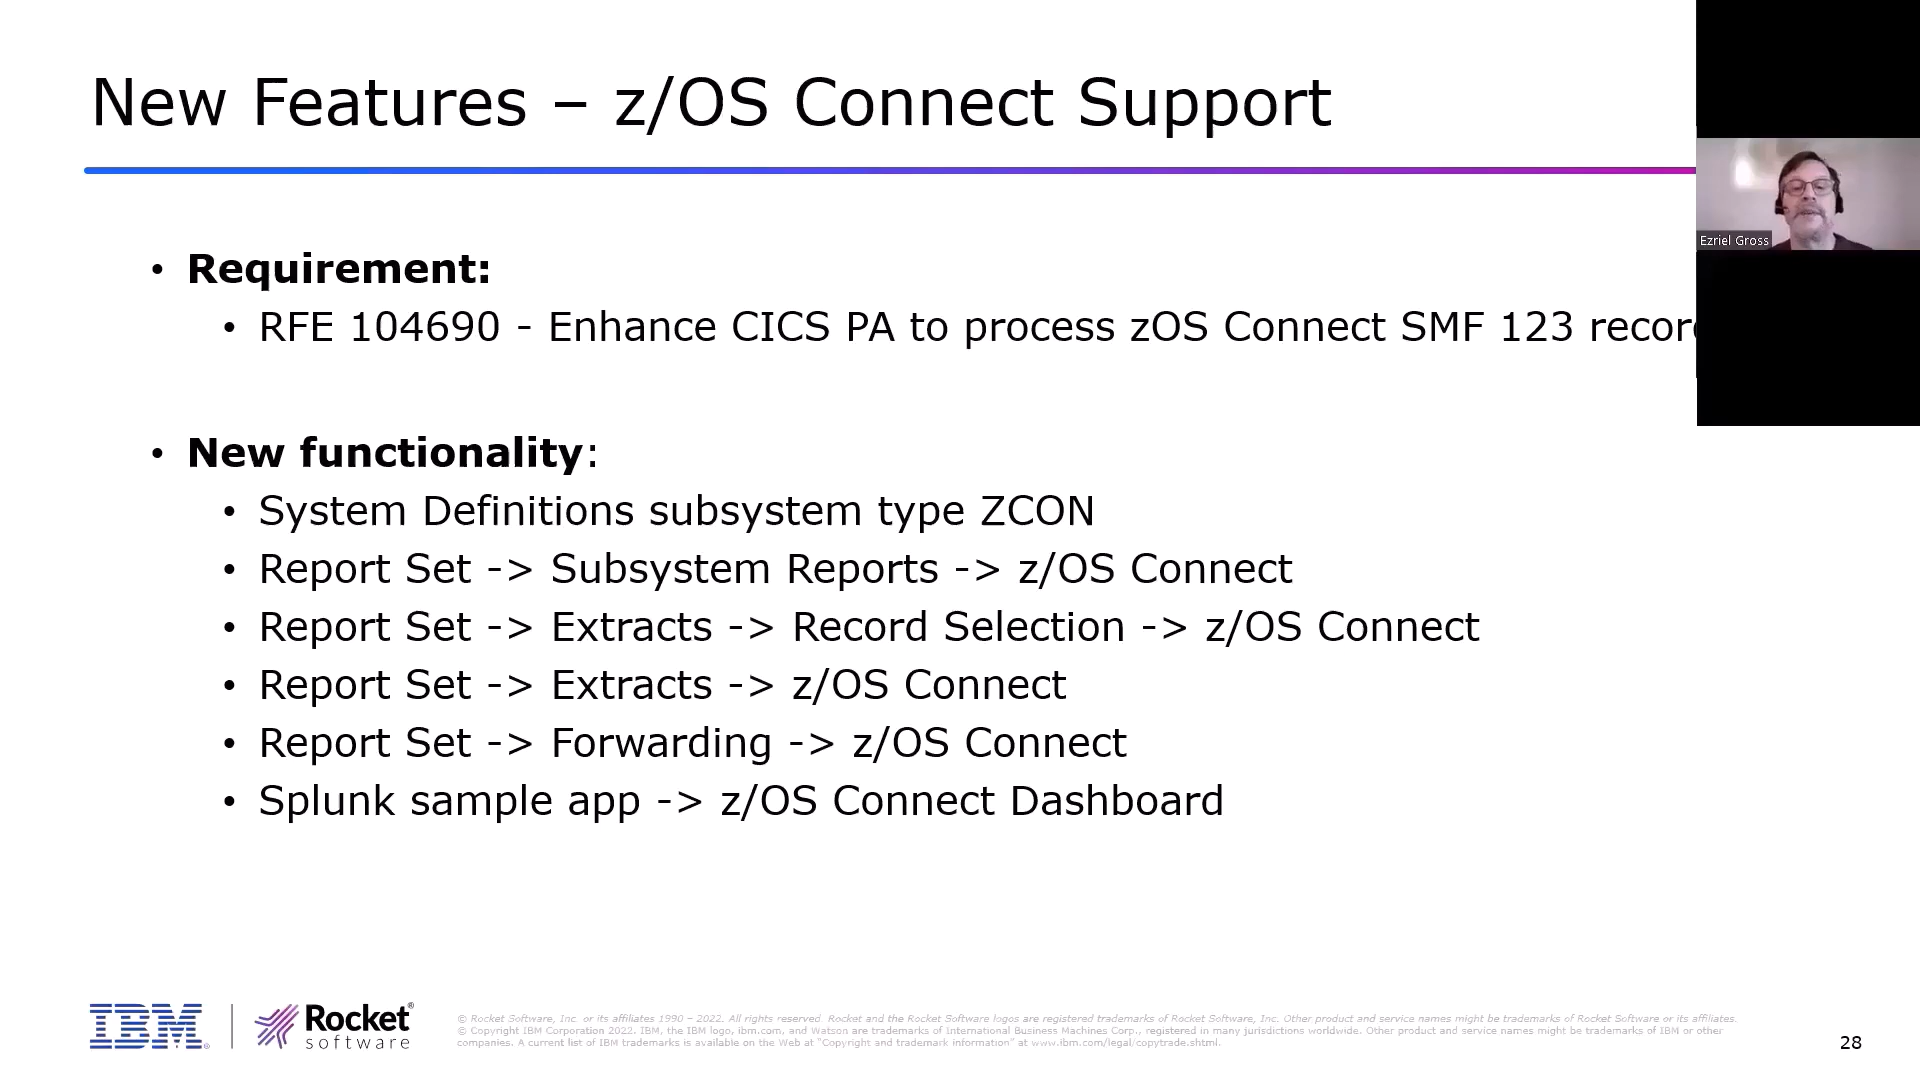 New Features – z/OS Connect Support
Ezriel Gross
• Requirement:
• RFE 104690 - Enhance CICS PA to process zOS Connect SMF 123
• New functionality:
• System Definitions subsystem type ZCON
• Report Set -> Subsystem Reports -> z/OS Connect
• Report Set -> Extracts -> Record Selection -> z/OS Connect
• Report Set -> Extracts -> z/OS Connect
• Report Set -> Forwarding -> z/OS Connect
• Splunk sample app -> z/OS Connect Dashboard
IBM®
Rocket®
software
© Rocket Software, Inc. or its affiliates 1990 – 2022. All rights reserved. Rocket and the Rocket Software logos are registered trademarks of Rocket Software, Inc. Other product and service names might be trademarks of Rocket Software or its affiliates.
© Copyright IBM Corporation 2022. IBM, the IBM logo, ibm.com, and Watson are trademarks of International Business Machines Corp., registered in many jurisdictions worldwide. Other product and service names might be trademarks of IBM or other
companies. A current list of IBM trademarks is available on the Web at "Copyright and trademark information" at www.ibm.com/legal/copytrade.shtml.
28